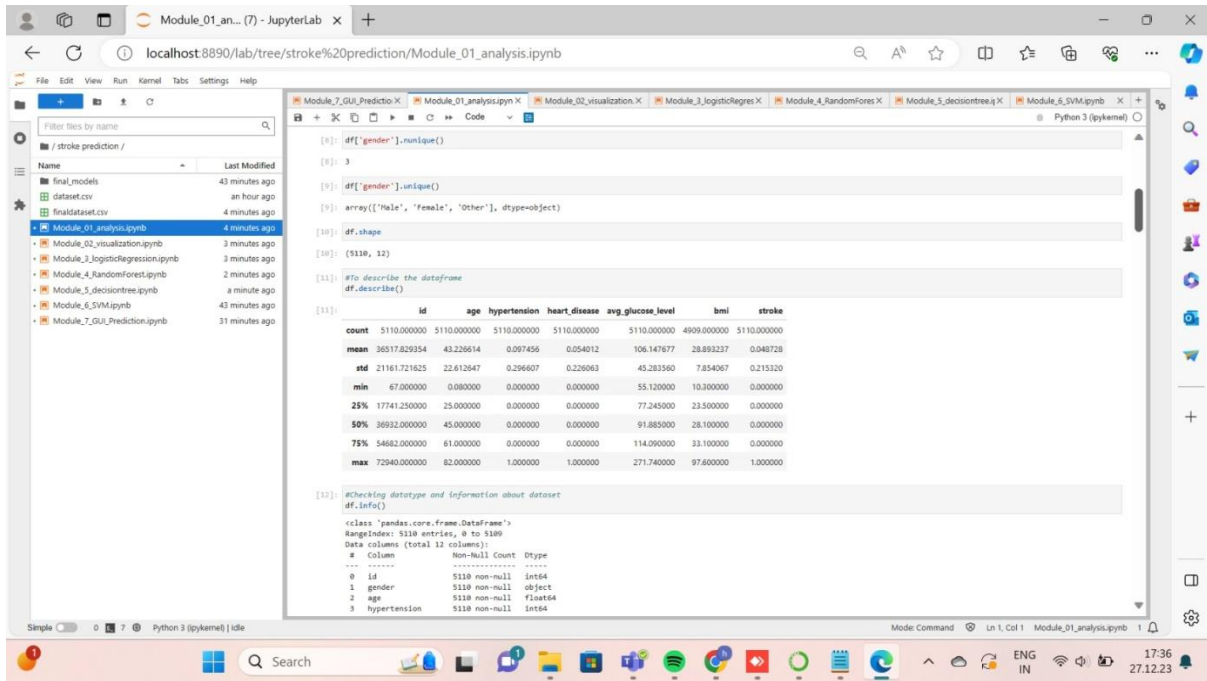 Module_01_an... (7) - JupyterLab
localhost:8890/lab/tree/stroke%20prediction/Module_01_analysis.ipynb
File Edit View Run Kernel Tabs Settings Help
Filter files by name
/ stroke prediction /
Name Last Modified
final_models 43 minutes ago
dataset.csv an hour ago
finaldataset.csv 4 minutes ago
Module_01_analysis.ipynb 4 minutes ago
Module_02_visualization.ipynb 3 minutes ago
Module_3_logisticRegression.ipynb 3 minutes ago
Module_4_RandomForest.ipynb 2 minutes ago
Module_5_decisiontree.ipynb a minute ago
Module_6_SVM.ipynb 43 minutes ago
Module_7_GUI_Prediction.ipynb 31 minutes ago
Module_7_GUI_Predictio Module_01_analysis.ipyn Module_02_visualization. Module_3_logisticRegres Module_4_RandomFores Module_5_decisiontree.i Module_6_SVM.ipynb
Code Python 3 (ipykernel)
[8]: df['gender'].nunique()
[8]: 3
[9]: df['gender'].unique()
[9]: array(['Male', 'Female', 'Other'], dtype=object)
[10]: df.shape
[10]: (5110, 12)
[11]: #To describe the dataframe
df.describe()
[11]: id age hypertension heart_disease avg_glucose_level bmi stroke
count 5110.000000 5110.000000 5110.000000 5110.000000 5110.000000 4909.000000 5110.000000
mean 36517.829354 43.226614 0.097456 0.054012 106.147677 28.893237 0.048728
std 21161.721625 22.612647 0.296607 0.226063 45.283560 7.854067 0.215320
min 67.000000 0.080000 0.000000 0.000000 55.120000 10.300000 0.000000
25% 17741.250000 25.000000 0.000000 0.000000 77.245000 23.500000 0.000000
50% 36932.000000 45.000000 0.000000 0.000000 91.885000 28.100000 0.000000
75% 54682.000000 61.000000 0.000000 0.000000 114.090000 33.100000 0.000000
max 72940.000000 82.000000 1.000000 1.000000 271.740000 97.600000 1.000000
[12]: #Checking datatype and information about dataset
df.info()
<class 'pandas.core.frame.DataFrame'>
RangeIndex: 5110 entries, 0 to 5109
Data columns (total 12 columns):
# Column Non-Null Count Dtype
--- ------ -------------- -----
0 id 5110 non-null int64
1 gender 5110 non-null object
2 age 5110 non-null float64
3 hypertension 5110 non-null int64
Simple 0 7 Python 3 (ipykernel) | Idle Mode: Command Ln 1, Col 1 Module_01_analysis.ipynb 1
1 Search ENG 17:36
IN 27.12.23